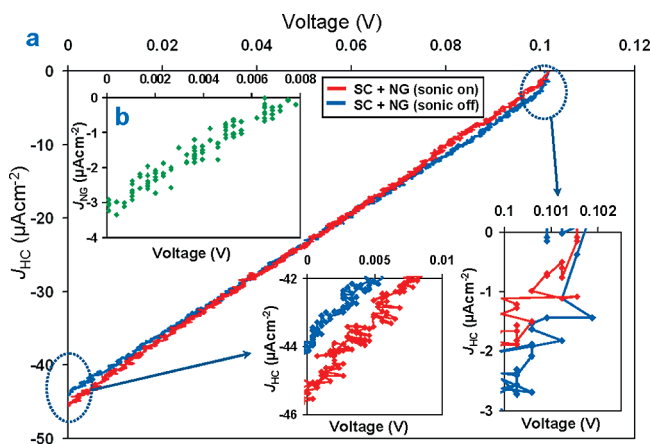 Voltage (V)
a
0 0.02 0.04 0.06 0.08 0.1 0.12
0
-10
-20
-30
-40
-50
J_HC (µAcm⁻²)
SC + NG (sonic on)
SC + NG (sonic off)
b
0 0.002 0.004 0.006 0.008
0
-1
-2
-3
-4
J_NG (µAcm⁻²)
Voltage (V)
0 0.005 0.01
-42
-43
-44
-45
-46
J_HC (µAcm⁻²)
Voltage (V)
0.1 0.101 0.102
0
-1
-2
-3
J_HC (µAcm⁻²)
Voltage (V)